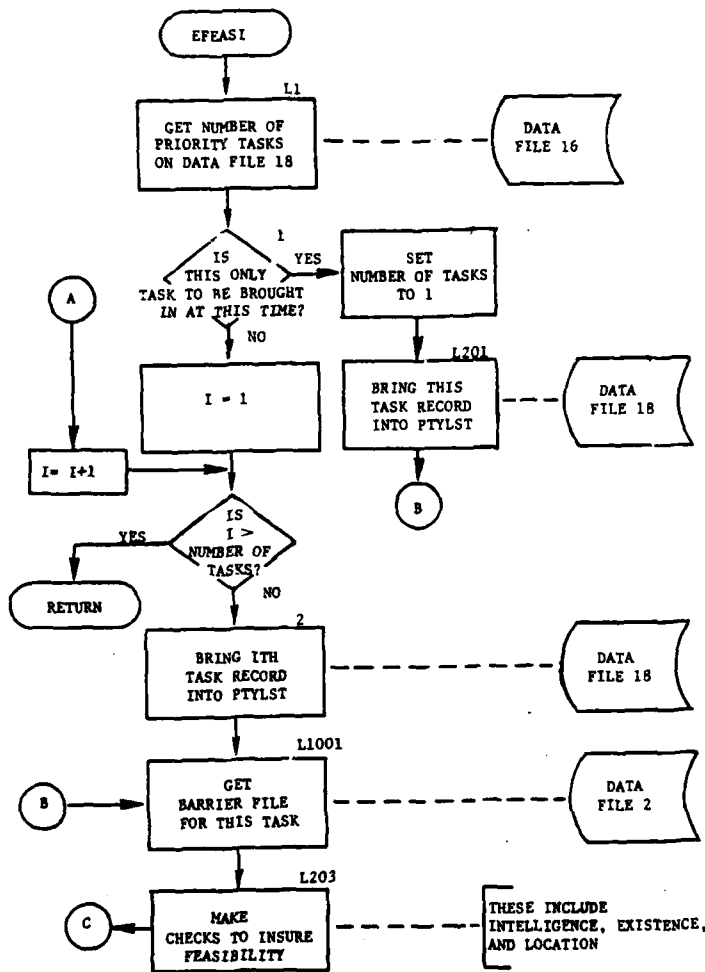 EFEASI
L1
GET NUMBER OF
PRIORITY TASKS
ON DATA FILE 18
DATA
FILE 16
1
IS
THIS ONLY
TASK TO BE BROUGHT
IN AT THIS TIME?
YES
NO
SET
NUMBER OF TASKS
TO 1
A
L201
I = 1
BRING THIS
TASK RECORD
INTO PTYLST
DATA
FILE 18
I= I+1
B
IS
I >
NUMBER OF
TASKS?
YES
NO
RETURN
2
BRING ITH
TASK RECORD
INTO PTYLST
DATA
FILE 18
L1001
B
GET
BARRIER FILE
FOR THIS TASK
DATA
FILE 2
L203
C
MAKE
CHECKS TO INSURE
FEASIBILITY
THESE INCLUDE
INTELLIGENCE, EXISTENCE,
AND LOCATION